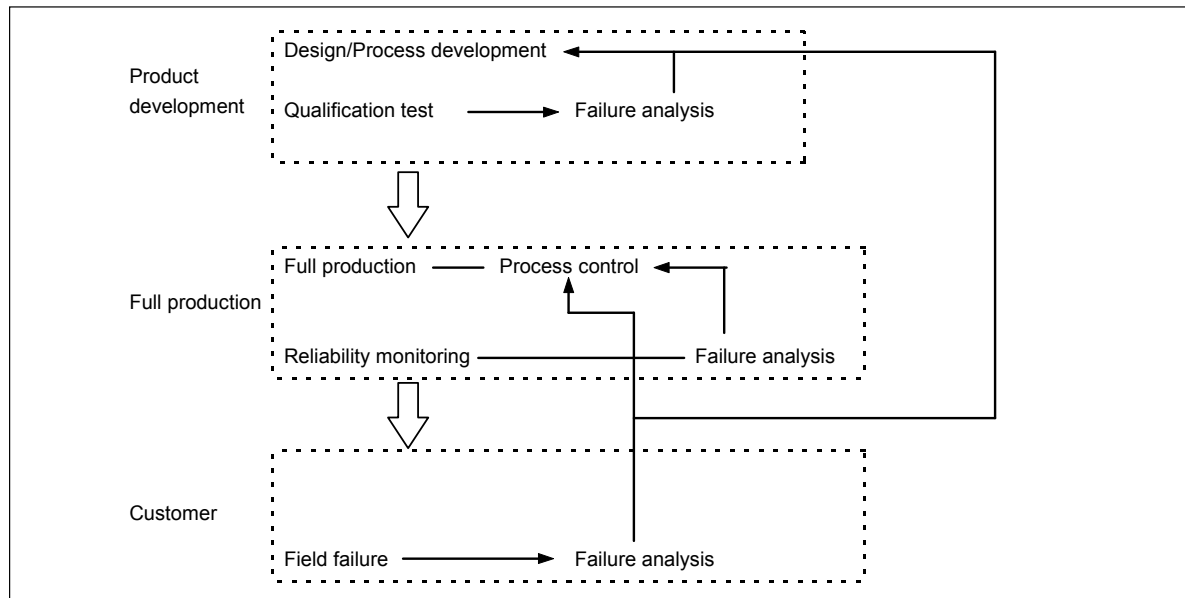 Design/Process development
Product
development
Qualification test
Failure analysis
Full production
Process control
Full production
Reliability monitoring
Failure analysis
Customer
Field failure
Failure analysis